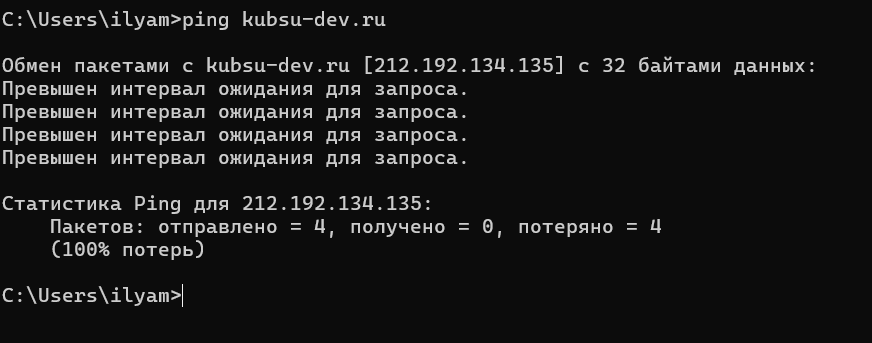 C:\Users\ilyam>ping kubsu-dev.ru
Обмен пакетами с kubsu-dev.ru [212.192.134.135] с 32 байтами данных:
Превышен интервал ожидания для запроса.
Превышен интервал ожидания для запроса.
Превышен интервал ожидания для запроса.
Превышен интервал ожидания для запроса.
Статистика Ping для 212.192.134.135:
Пакетов: отправлено = 4, получено = 0, потеряно = 4
(100% потерь)
C:\Users\ilyam>